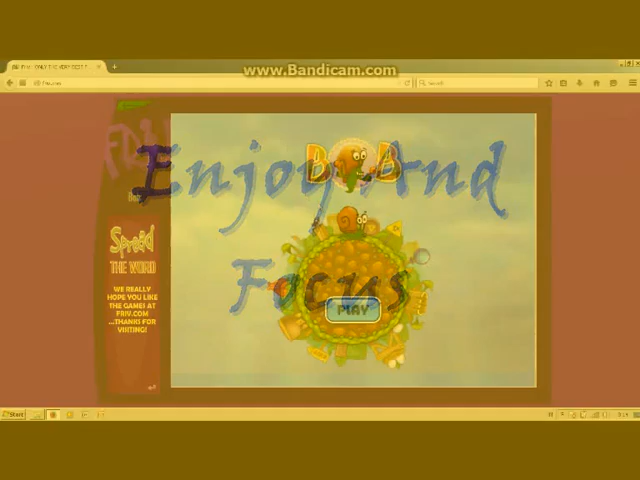 www.Bandicam.com
Enjoy And
Focus
BOB
PLAY
Spread
THE WORD
WE REALLY
HOPE YOU LIKE
THE GAMES AT
FRIV.COM
...THANKS FOR
VISITING!
Start